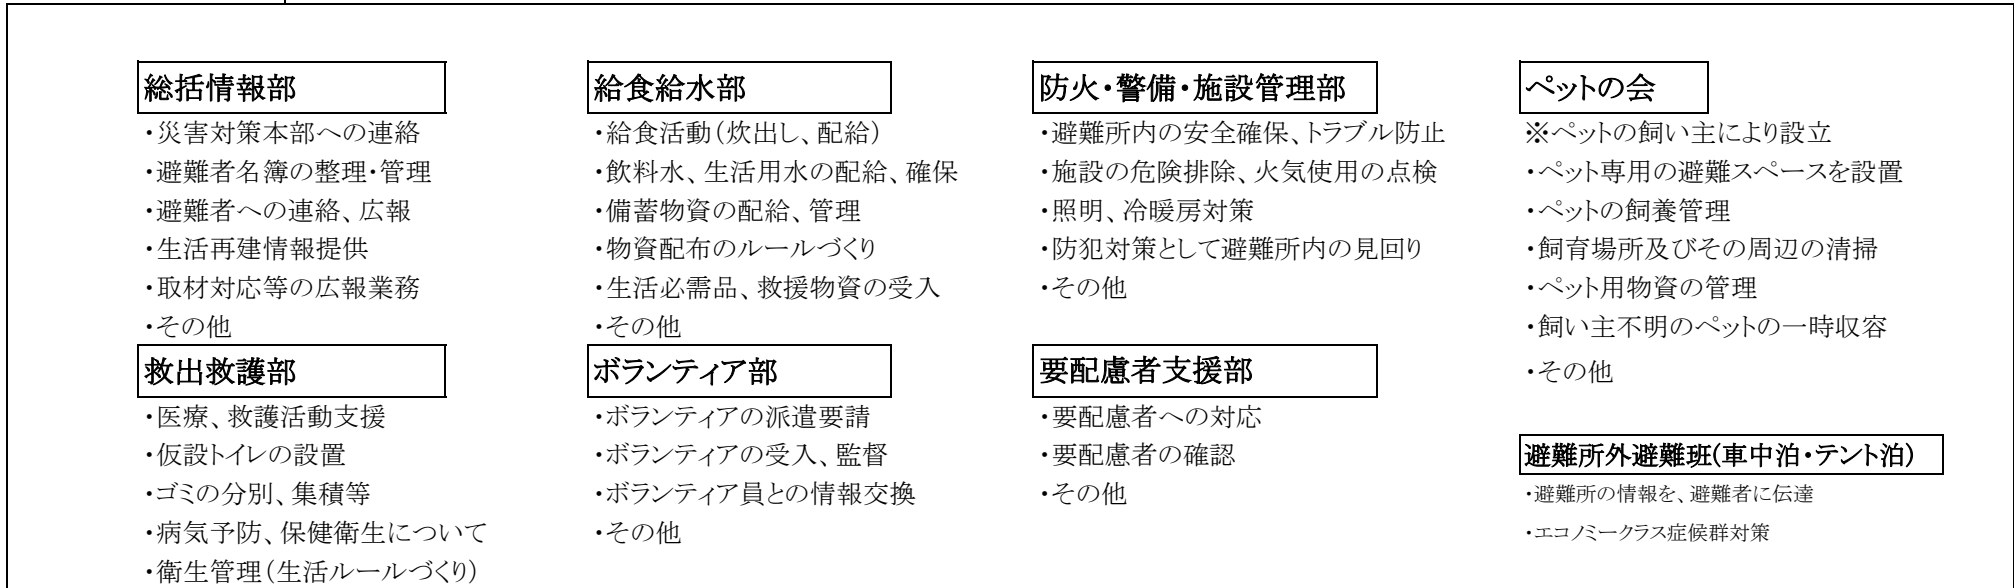 総括情報部
・災害対策本部への連絡
・避難者名簿の整理・管理
・避難者への連絡、広報
・生活再建情報提供
・取材対応等の広報業務
・その他
救出救護部
・医療、救護活動支援
・仮設トイレの設置
・ゴミの分別、集積等
・病気予防、保健衛生について
・衛生管理（生活ルールづくり）
給食給水部
・給食活動（炊出し、配給）
・飲料水、生活用水の配給、確保
・備蓄物資の配給、管理
・物資配布のルールづくり
・生活必需品、救援物資の受入
・その他
ボランティア部
・ボランティアの派遣要請
・ボランティアの受入、監督
・ボランティア員との情報交換
・その他
防火・警備・施設管理部
・避難所内の安全確保、トラブル防止
・施設の危険排除、火気使用の点検
・照明、冷暖房対策
・防犯対策として避難所内の見回り
・その他
要配慮者支援部
・要配慮者への対応
・要配慮者の確認
・その他
ペットの会
※ペットの飼い主により設立
・ペット専用の避難スペースを設置
・ペットの飼養管理
・飼育場所及びその周辺の清掃
・ペット用物資の管理
・飼い主不明のペットの一時収容
・その他
避難所外避難班(車中泊・テント泊)
・避難所の情報を、避難者に伝達
・エコノミークラス症候群対策